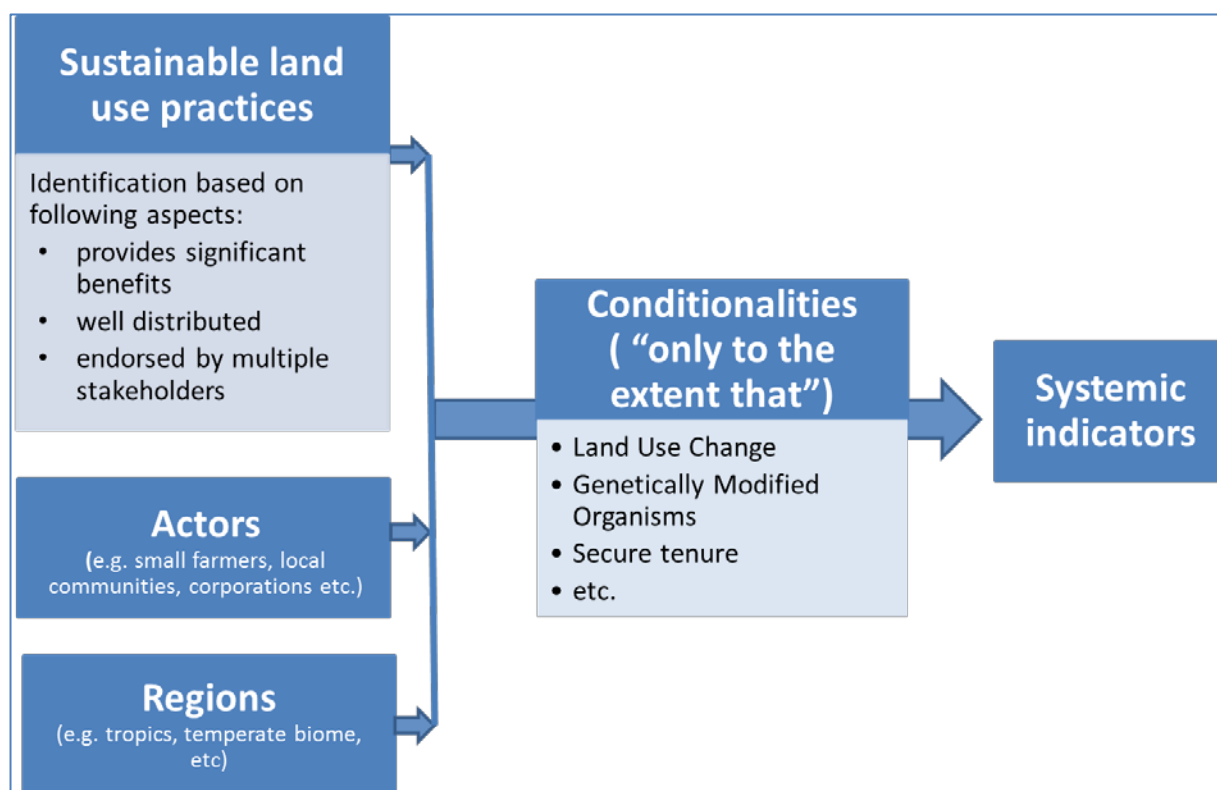 Sustainable land
use practices
Identification based on
following aspects:
• provides significant
benefits
• well distributed
• endorsed by multiple
stakeholders
Actors
(e.g. small farmers, local
communities, corporations etc.)
Regions
(e.g. tropics, temperate biome,
etc)
Conditionalities
( “only to the
extent that”)
• Land Use Change
• Genetically Modified
Organisms
• Secure tenure
• etc.
Systemic
indicators